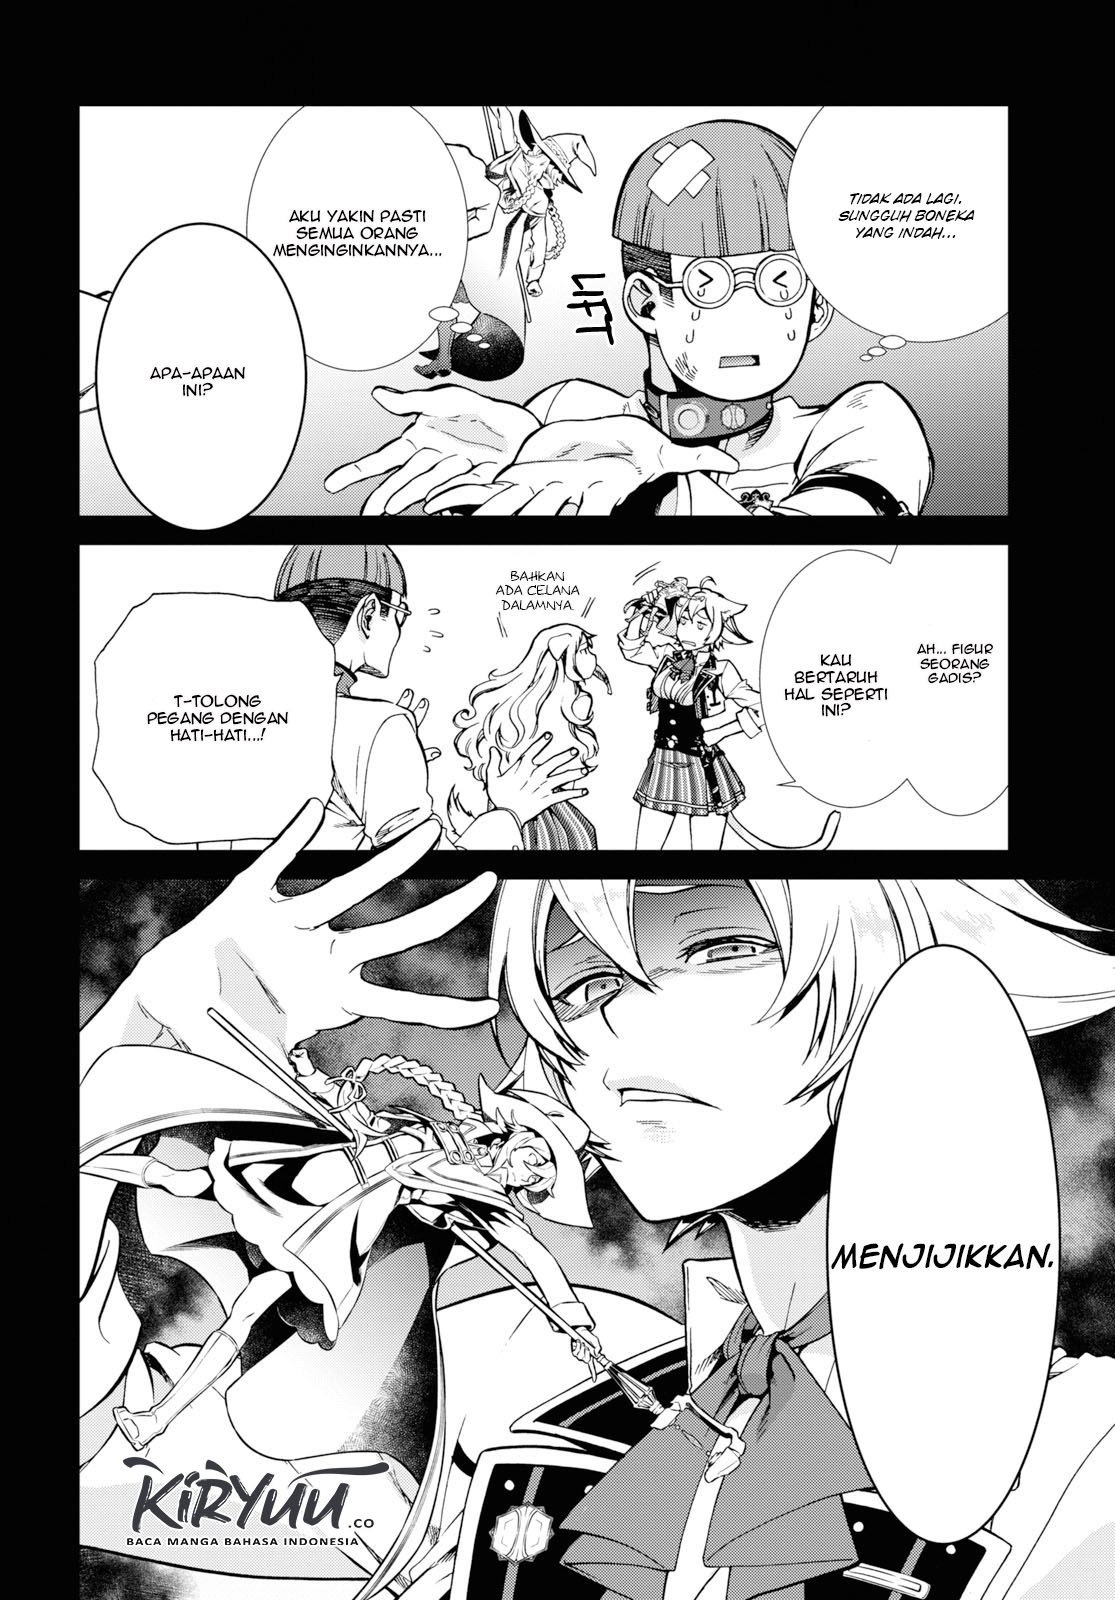 TIDAK ADA LAGI.
SUNGGUH BONEKA
YANG INDAH...
AKU YAKIN PASTI
SEMUA ORANG
MENGINGINKANNYA...
LIFT
APA-APAAN
INI?
AH... FIGUR
SEORANG
GADIS?
KAU
BERTARUH
HAL SEPERTI
INI?
BAHKAN
ADA CELANA
DALAMNYA.
T-TOLONG
PEGANG DENGAN
HATI-HATI...!
MENJIJIKKAN.
KIRYUU.CO
BACA MANGA BAHASA INDONESIA